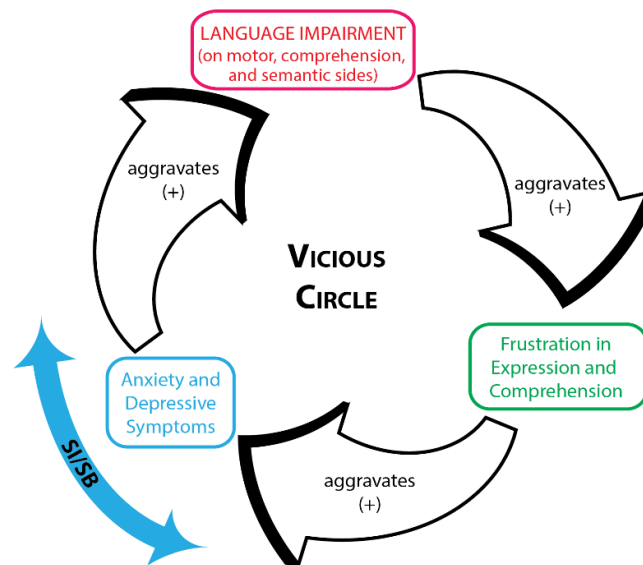 LANGUAGE IMPAIRMENT
(on motor, comprehension,
and semantic sides)
aggravates
(+)
aggravates
(+)
VICIOUS
CIRCLE
Frustration in
Expression and
Comprehension
Anxiety and
Depressive
Symptoms
SI/SB
aggravates
(+)